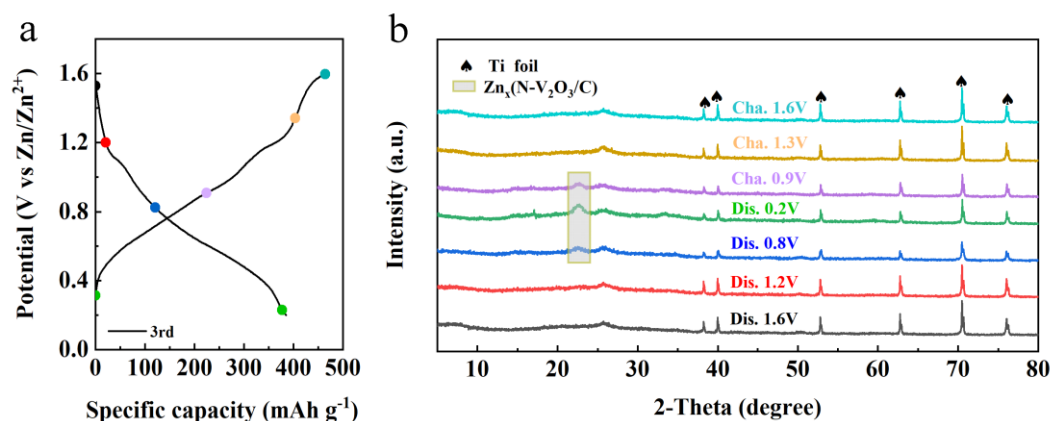 a
Potential (V vs Zn/Zn²⁺)
1.6
1.2
0.8
0.4
0.0
3rd
0 100 200 300 400 500
Specific capacity (mAh g⁻¹)
b
Intensity (a.u.)
♠ Ti foil
Znₓ(N-V₂O₃/C)
Cha. 1.6V
Cha. 1.3V
Cha. 0.9V
Dis. 0.2V
Dis. 0.8V
Dis. 1.2V
Dis. 1.6V
10 20 30 40 50 60 70 80
2-Theta (degree)